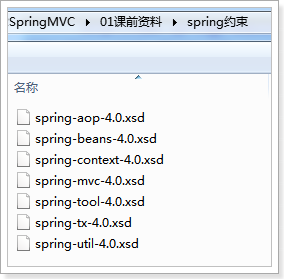 SpringMVC ▶ 01课前资料 ▶ spring约束
名称
spring-aop-4.0.xsd
spring-beans-4.0.xsd
spring-context-4.0.xsd
spring-mvc-4.0.xsd
spring-tool-4.0.xsd
spring-tx-4.0.xsd
spring-util-4.0.xsd